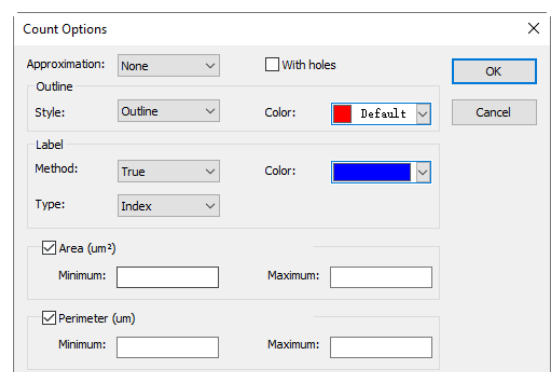 Count Options
Approximation: None With holes OK
Outline
Style: Outline Color: Default Cancel
Label
Method: True Color:
Type: Index
Area (um²)
Minimum: Maximum:
Perimeter (um)
Minimum: Maximum: